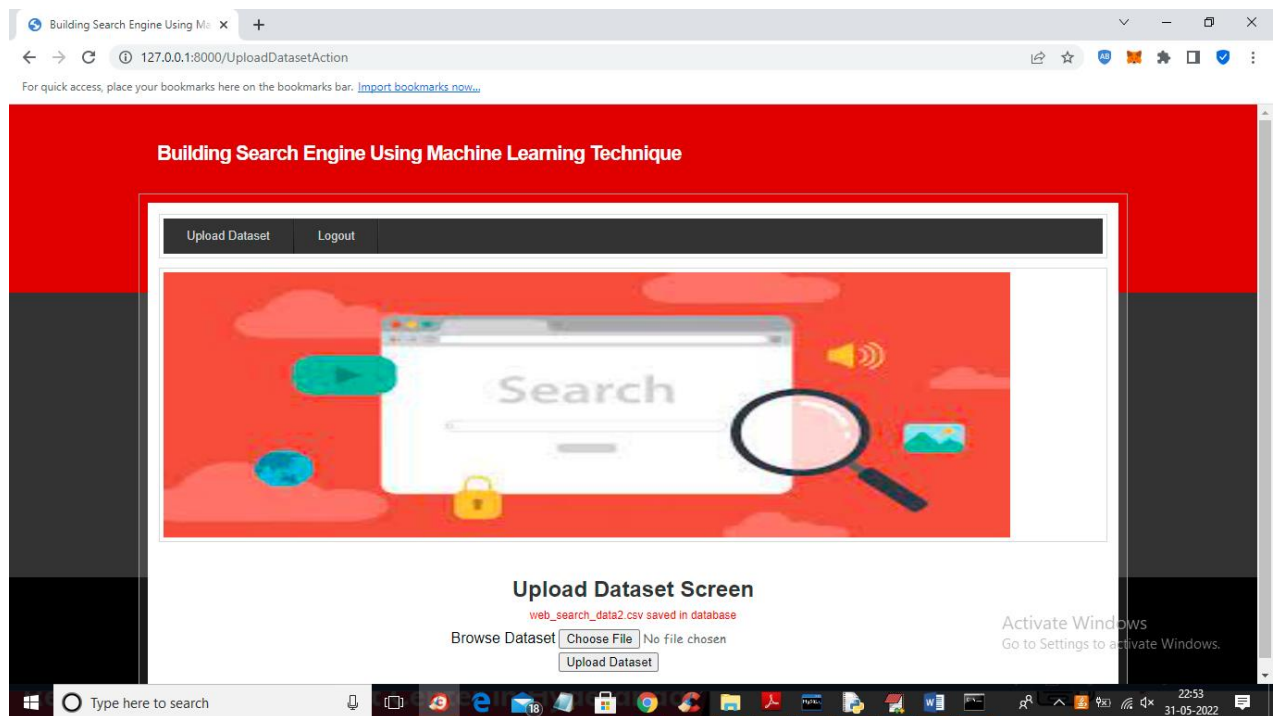 Building Search Engine Using Ma
127.0.0.1:8000/UploadDatasetAction
For quick access, place your bookmarks here on the bookmarks bar. Import bookmarks now...
Building Search Engine Using Machine Learning Technique
Upload Dataset Logout
Search
Upload Dataset Screen
web_search_data2.csv saved in database
Browse Dataset Choose File No file chosen
Upload Dataset
Activate Windows
Go to Settings to activate Windows.
Type here to search
18
22:53
31-05-2022